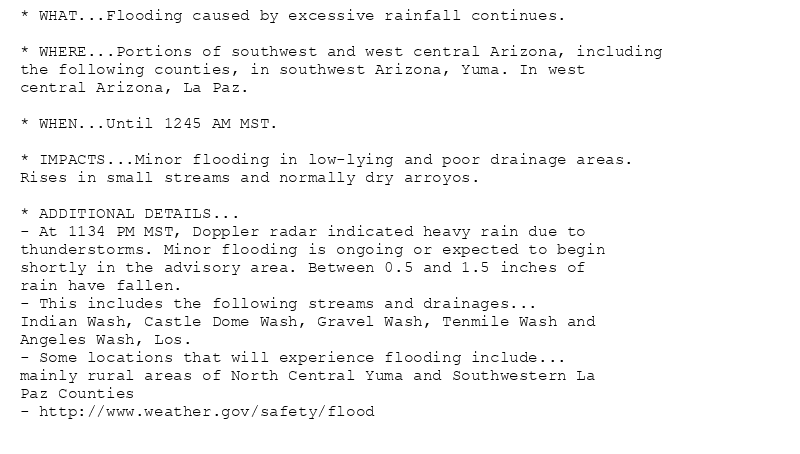 * WHAT...Flooding caused by excessive rainfall continues.
* WHERE...Portions of southwest and west central Arizona, including
the following counties, in southwest Arizona, Yuma. In west
central Arizona, La Paz.
* WHEN...Until 1245 AM MST.
* IMPACTS...Minor flooding in low-lying and poor drainage areas.
Rises in small streams and normally dry arroyos.
* ADDITIONAL DETAILS...
- At 1134 PM MST, Doppler radar indicated heavy rain due to
thunderstorms. Minor flooding is ongoing or expected to begin
shortly in the advisory area. Between 0.5 and 1.5 inches of
rain have fallen.
- This includes the following streams and drainages...
Indian Wash, Castle Dome Wash, Gravel Wash, Tenmile Wash and
Angeles Wash, Los.
- Some locations that will experience flooding include...
mainly rural areas of North Central Yuma and Southwestern La
Paz Counties
- http://www.weather.gov/safety/flood